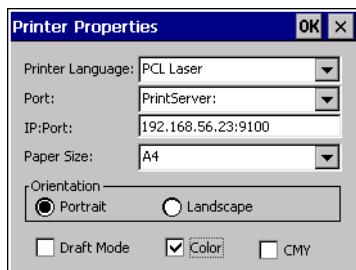 Printer Properties OK ×
Printer Language: PCL Laser
Port: PrintServer:
IP:Port: 192.168.56.23:9100
Paper Size: A4
Orientation
Portrait Landscape
Draft Mode Color CMY